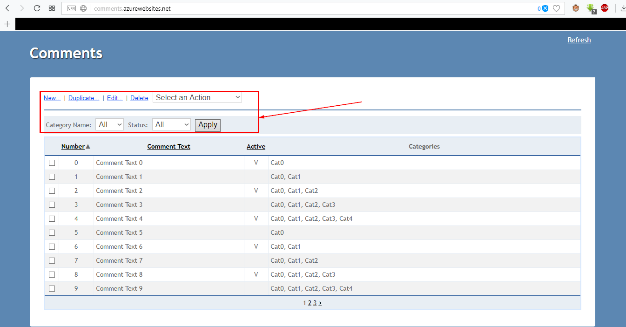 comments.azurewebsites.net
Refresh
Comments
New... | Duplicate... | Edit... | Delete Select an Action
Category Name: All Status: All Apply
Number Comment Text Active Categories
0 Comment Text 0 V Cat0
1 Comment Text 1 Cat0, Cat1
2 Comment Text 2 V Cat0, Cat1, Cat2
3 Comment Text 3 Cat0, Cat1, Cat2, Cat3
4 Comment Text 4 V Cat0, Cat1, Cat2, Cat3, Cat4
5 Comment Text 5 Cat0
6 Comment Text 6 V Cat0, Cat1
7 Comment Text 7 Cat0, Cat1, Cat2
8 Comment Text 8 V Cat0, Cat1, Cat2, Cat3
9 Comment Text 9 Cat0, Cat1, Cat2, Cat3, Cat4
1 2 3 >